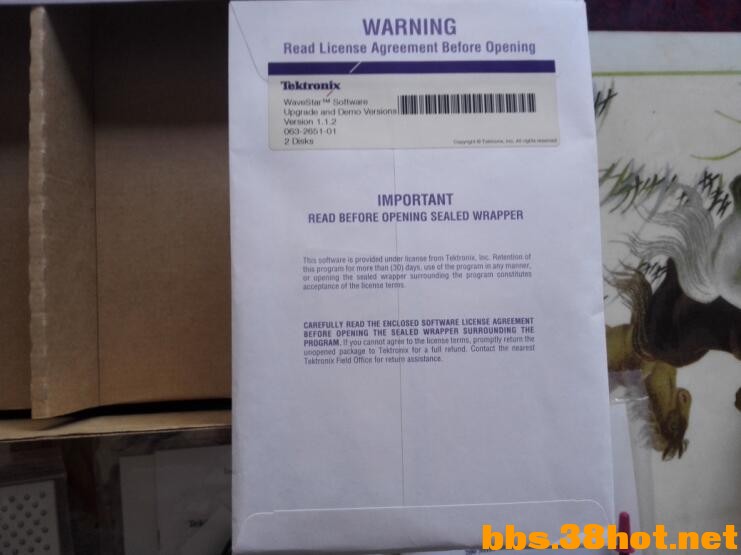 WARNING
Read License Agreement Before Opening
Tektronix
WaveStar™ Software
Upgrade and Demo Versions
Version 1.1.2
063-2651-01
2 Disks
Copyright © Tektronix, Inc. All rights reserved
IMPORTANT
READ BEFORE OPENING SEALED WRAPPER
This software is provided under license from Tektronix, Inc. Retention of
this program for more than (30) days, use of the program in any manner,
or opening the sealed wrapper surrounding the program constitutes
acceptance of the license terms.
CAREFULLY READ THE ENCLOSED SOFTWARE LICENSE AGREEMENT
BEFORE OPENING THE SEALED WRAPPER SURROUNDING THE
PROGRAM. If you cannot agree to the license terms, promptly return the
unopened package to Tektronix for a full refund. Contact the nearest
Tektronix Field Office for return assistance.
Tek
bbs.38hot.net